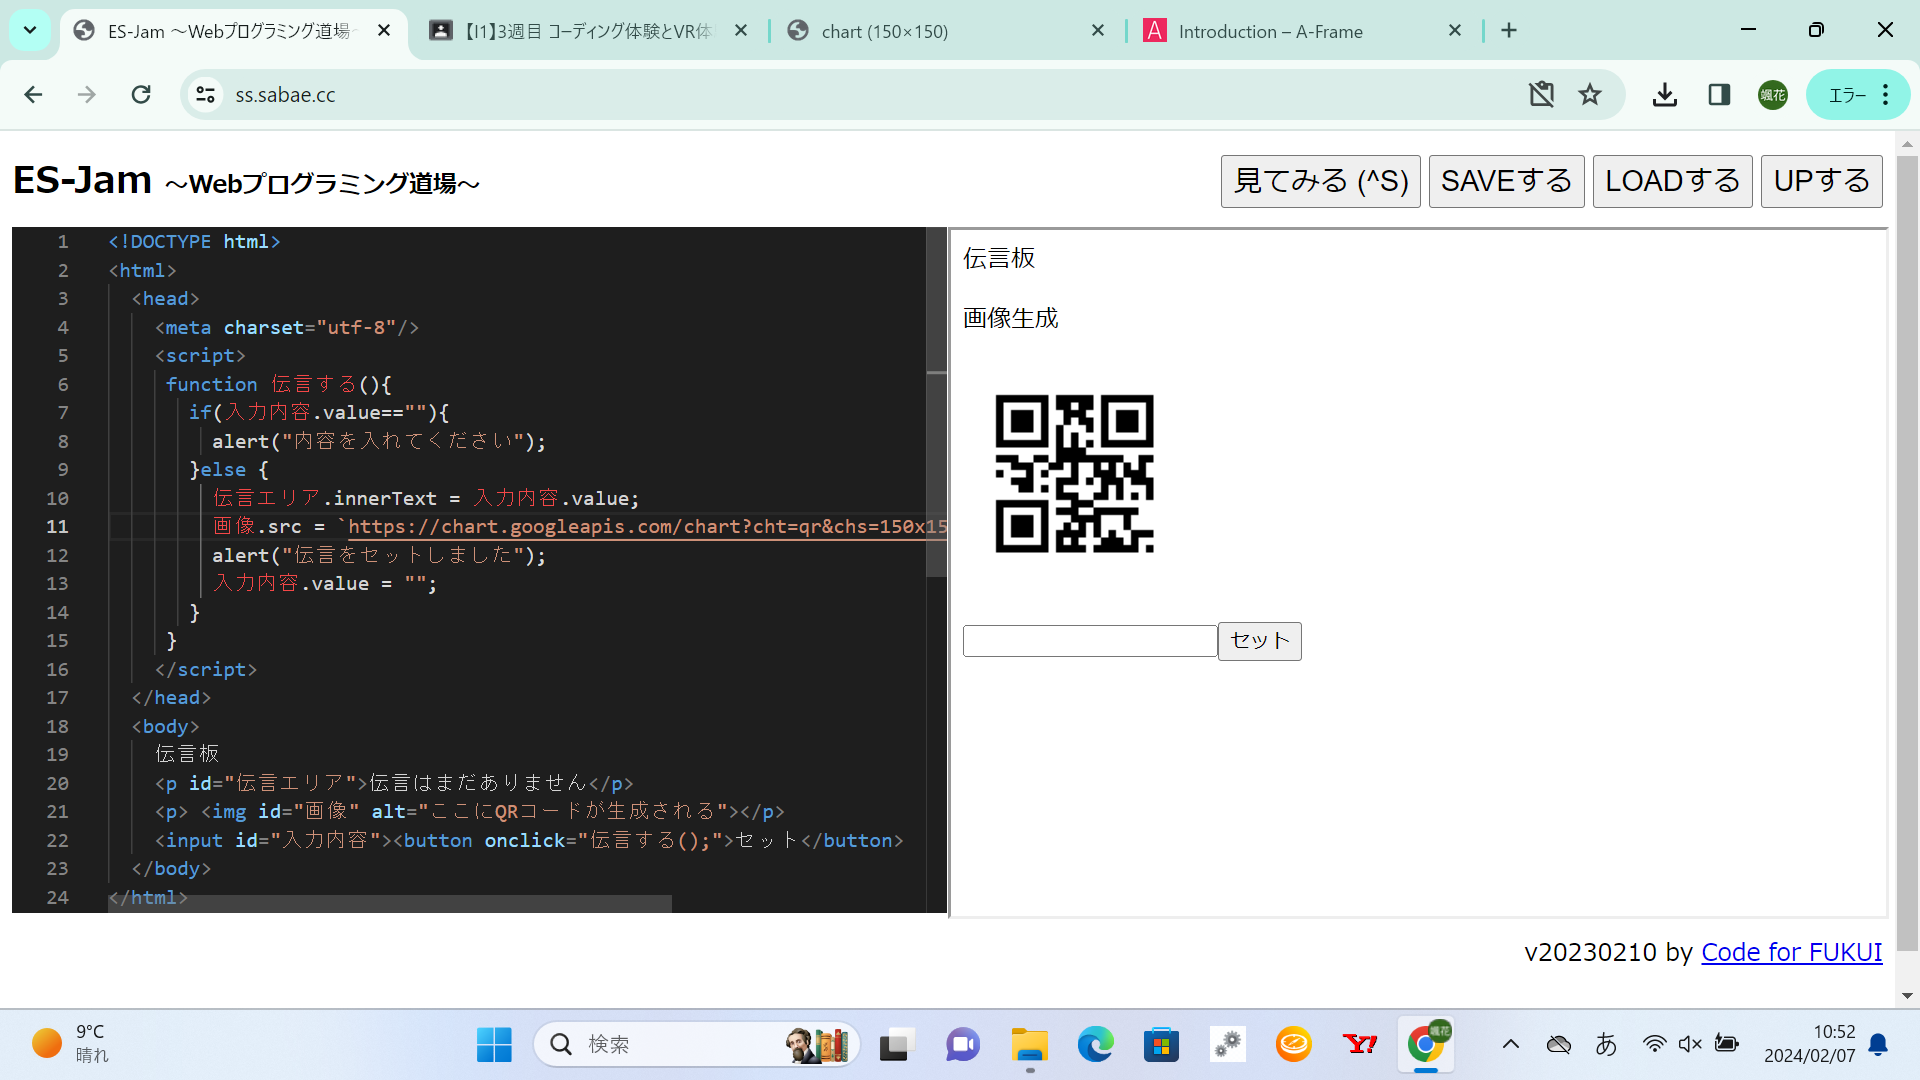 ES-Jam ～Webプログラミング道場～
【I1】3週目 コーディング体験とVR体
chart (150×150)
Introduction – A-Frame
ss.sabae.cc
颯花
エラー
ES-Jam ～Webプログラミング道場～
見てみる (^S)
SAVEする
LOADする
UPする
1 <!DOCTYPE html>
2 <html>
3 <head>
4 <meta charset="utf-8"/>
5 <script>
6 function 伝言する(){
7 if(入力内容.value==""){
8 alert("内容を入れてください");
9 }else {
10 伝言エリア.innerText = 入力内容.value;
11 画像.src = `https://chart.googleapis.com/chart?cht=qr&chs=150x15
12 alert("伝言をセットしました");
13 入力内容.value = "";
14 }
15 }
16 </script>
17 </head>
18 <body>
19 伝言板
20 <p id="伝言エリア">伝言はまだありません</p>
21 <p> <img id="画像" alt="ここにQRコードが生成される"></p>
22 <input id="入力内容"><button onclick="伝言する();">セット</button>
23 </body>
24 </html>
伝言板
画像生成
セット
v20230210 by Code for FUKUI
9°C
晴れ
検索
Y!
颯花
あ
10:52
2024/02/07